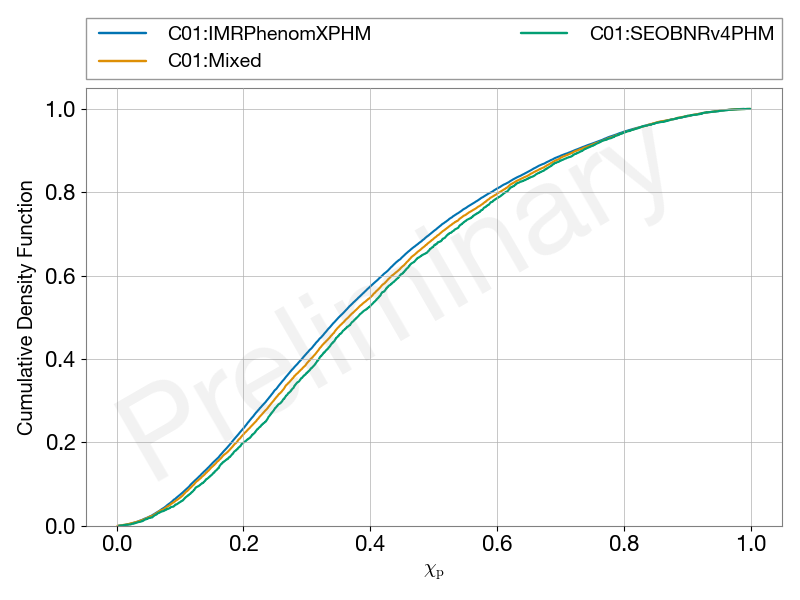 C01:IMRPhenomXPHM
C01:Mixed
C01:SEOBNRv4PHM
Preliminary
Cumulative Density Function
1.0
0.8
0.6
0.4
0.2
0.0
0.0 0.2 0.4 0.6 0.8 1.0
χp